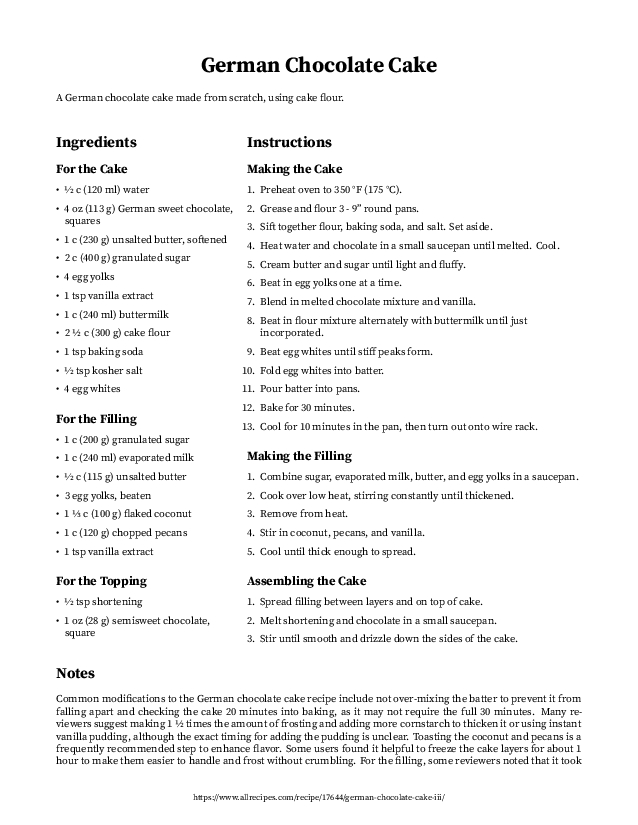 German Chocolate Cake
A German chocolate cake made from scratch, using cake flour.
Ingredients
For the Cake
• ½ c (120 ml) water
• 4 oz (113 g) German sweet chocolate,
squares
• 1 c (230 g) unsalted butter, softened
• 2 c (400 g) granulated sugar
• 4 egg yolks
• 1 tsp vanilla extract
• 1 c (240 ml) buttermilk
• 2 ½ c (300 g) cake flour
• 1 tsp baking soda
• ½ tsp kosher salt
• 4 egg whites
For the Filling
• 1 c (200 g) granulated sugar
• 1 c (240 ml) evaporated milk
• ½ c (115 g) unsalted butter
• 3 egg yolks, beaten
• 1 ⅓ c (100 g) flaked coconut
• 1 c (120 g) chopped pecans
• 1 tsp vanilla extract
For the Topping
• ½ tsp shortening
• 1 oz (28 g) semisweet chocolate,
square
Instructions
Making the Cake
1. Preheat oven to 350 °F (175 °C).
2. Grease and flour 3 - 9” round pans.
3. Sift together flour, baking soda, and salt. Set aside.
4. Heat water and chocolate in a small saucepan until melted. Cool.
5. Cream butter and sugar until light and fluffy.
6. Beat in egg yolks one at a time.
7. Blend in melted chocolate mixture and vanilla.
8. Beat in flour mixture alternately with buttermilk until just
incorporated.
9. Beat egg whites until stiff peaks form.
10. Fold egg whites into batter.
11. Pour batter into pans.
12. Bake for 30 minutes.
13. Cool for 10 minutes in the pan, then turn out onto wire rack.
Making the Filling
1. Combine sugar, evaporated milk, butter, and egg yolks in a saucepan.
2. Cook over low heat, stirring constantly until thickened.
3. Remove from heat.
4. Stir in coconut, pecans, and vanilla.
5. Cool until thick enough to spread.
Assembling the Cake
1. Spread filling between layers and on top of cake.
2. Melt shortening and chocolate in a small saucepan.
3. Stir until smooth and drizzle down the sides of the cake.
Notes
Common modifications to the German chocolate cake recipe include not over-mixing the batter to prevent it from
falling apart and checking the cake 20 minutes into baking, as it may not require the full 30 minutes. Many re-
viewers suggest making 1 ½ times the amount of frosting and adding more cornstarch to thicken it or using instant
vanilla pudding, although the exact timing for adding the pudding is unclear. Toasting the coconut and pecans is a
frequently recommended step to enhance flavor. Some users found it helpful to freeze the cake layers for about 1
hour to make them easier to handle and frost without crumbling. For the filling, some reviewers noted that it took
https://www.allrecipes.com/recipe/17644/german-chocolate-cake-iii/